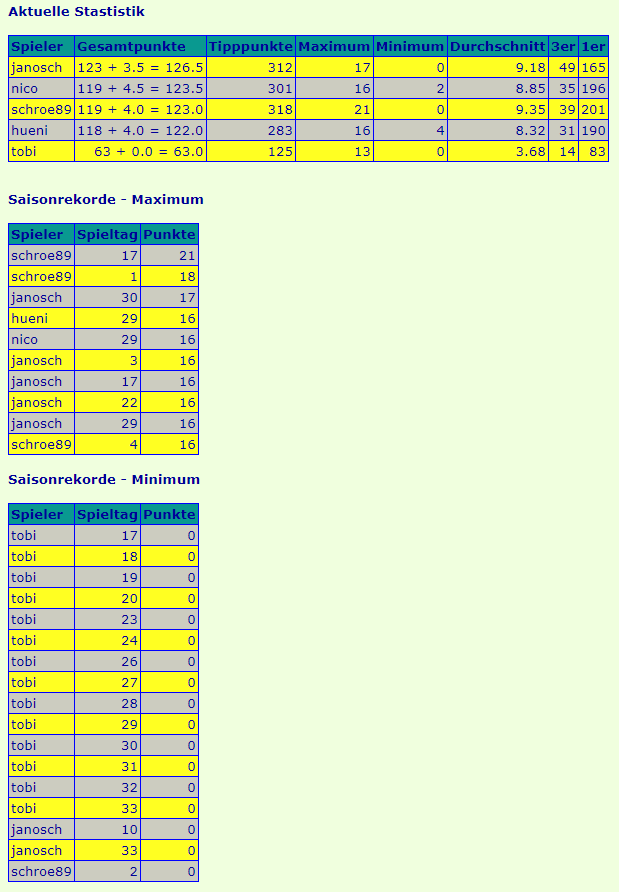 Aktuelle Stastistik
Spieler Gesamtpunkte Tipppunkte Maximum Minimum Durchschnitt 3er 1er
janosch 123 + 3.5 = 126.5 312 17 0 9.18 49 165
nico 119 + 4.5 = 123.5 301 16 2 8.85 35 196
schroe89 119 + 4.0 = 123.0 318 21 0 9.35 39 201
hueni 118 + 4.0 = 122.0 283 16 4 8.32 31 190
tobi 63 + 0.0 = 63.0 125 13 0 3.68 14 83
Saisonrekorde - Maximum
Spieler Spieltag Punkte
schroe89 17 21
schroe89 1 18
janosch 30 17
hueni 29 16
nico 29 16
janosch 3 16
janosch 17 16
janosch 22 16
janosch 29 16
schroe89 4 16
Saisonrekorde - Minimum
Spieler Spieltag Punkte
tobi 17 0
tobi 18 0
tobi 19 0
tobi 20 0
tobi 23 0
tobi 24 0
tobi 26 0
tobi 27 0
tobi 28 0
tobi 29 0
tobi 30 0
tobi 31 0
tobi 32 0
tobi 33 0
janosch 10 0
janosch 33 0
schroe89 2 0